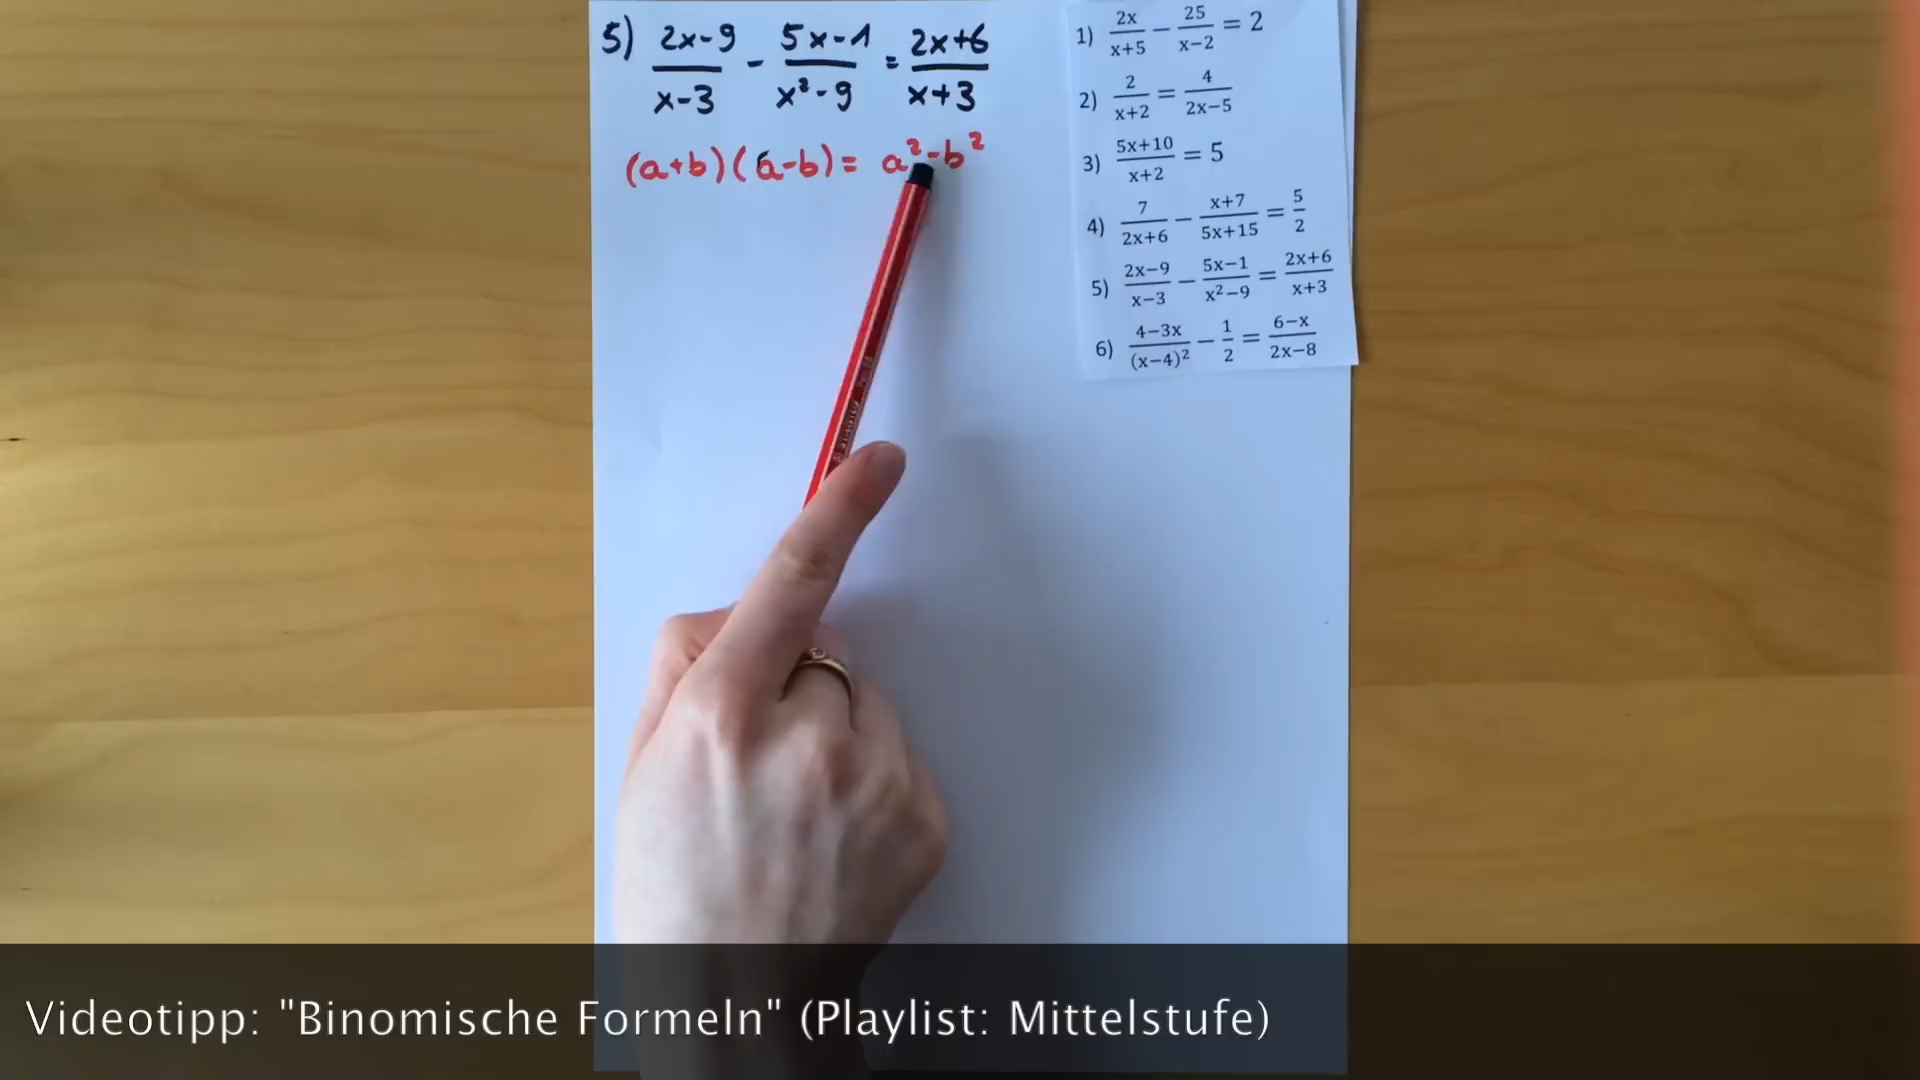 5) (2x-9)/(x-3) - (5x-1)/(x²-9) = (2x+6)/(x+3)
(a+b)(a-b) = a²-b²
1) 2x/(x+5) − 25/(x−2) = 2
2) 2/(x+2) = 4/(2x−5)
3) (5x+10)/(x+2) = 5
4) 7/(2x+6) − (x+7)/(5x+15) = 5/2
5) (2x−9)/(x−3) − (5x−1)/(x²−9) = (2x+6)/(x+3)
6) (4−3x)/(x−4)² − 1/2 = (6−x)/(2x−8)
Videotipp: "Binomische Formeln" (Playlist: Mittelstufe)